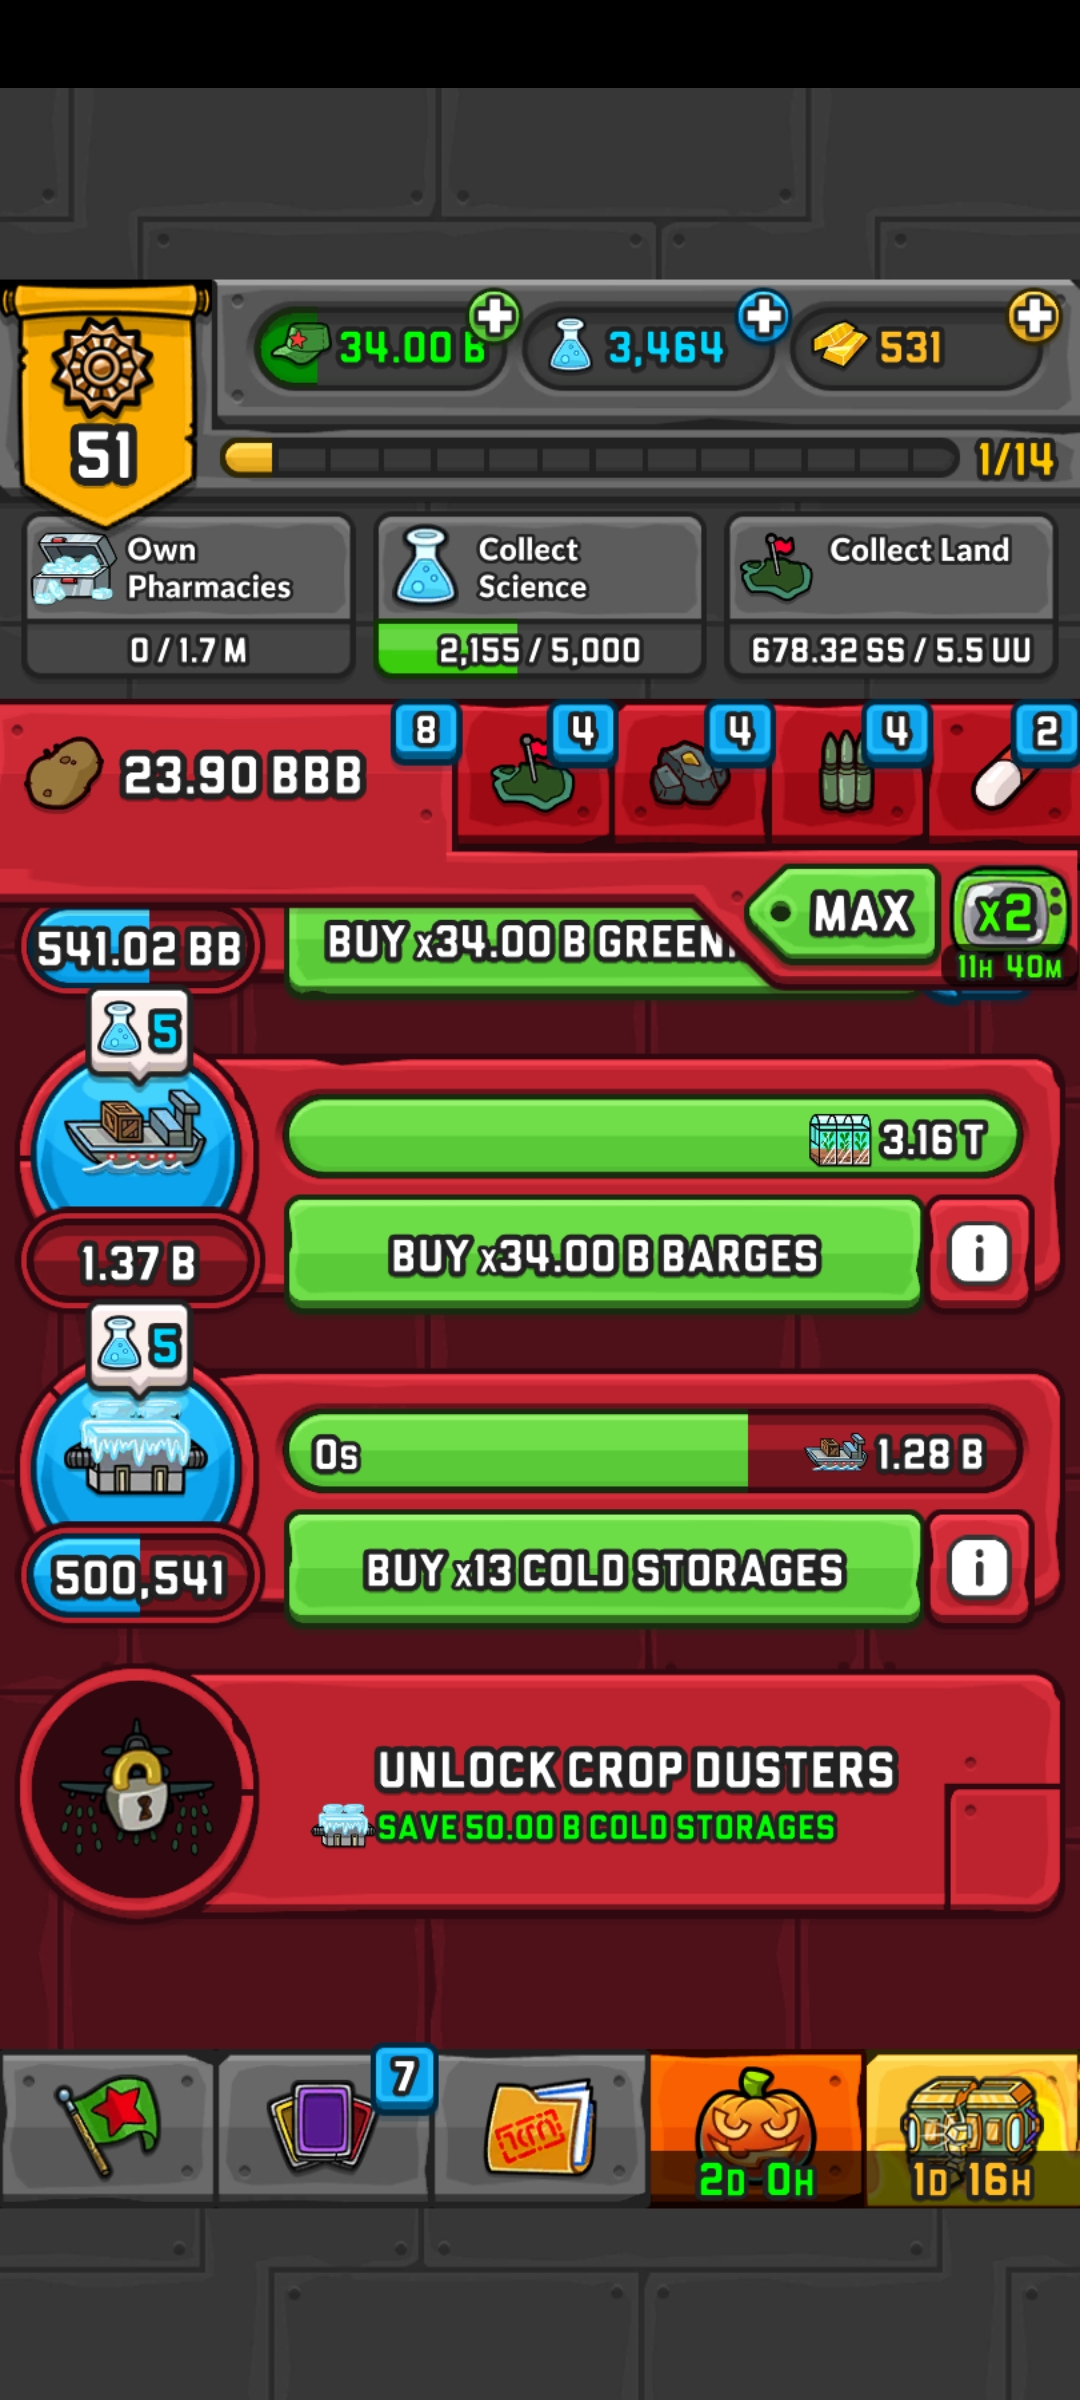 34.00 B
3,464
531
51
1/14
Own
Pharmacies
0 / 1.7 M
Collect
Science
2,155 / 5,000
Collect Land
678.32 SS / 5.5 UU
23.90 BBB
8
4
4
4
2
MAX
x2
11H 40M
541.02 BB
BUY x34.00 B GREEN
5
3.16 T
1.37 B
BUY x34.00 B BARGES
i
5
0s
1.28 B
500,541
BUY x13 COLD STORAGES
i
UNLOCK CROP DUSTERS
SAVE 50.00 B COLD STORAGES
7
2D 0H
1D 16H